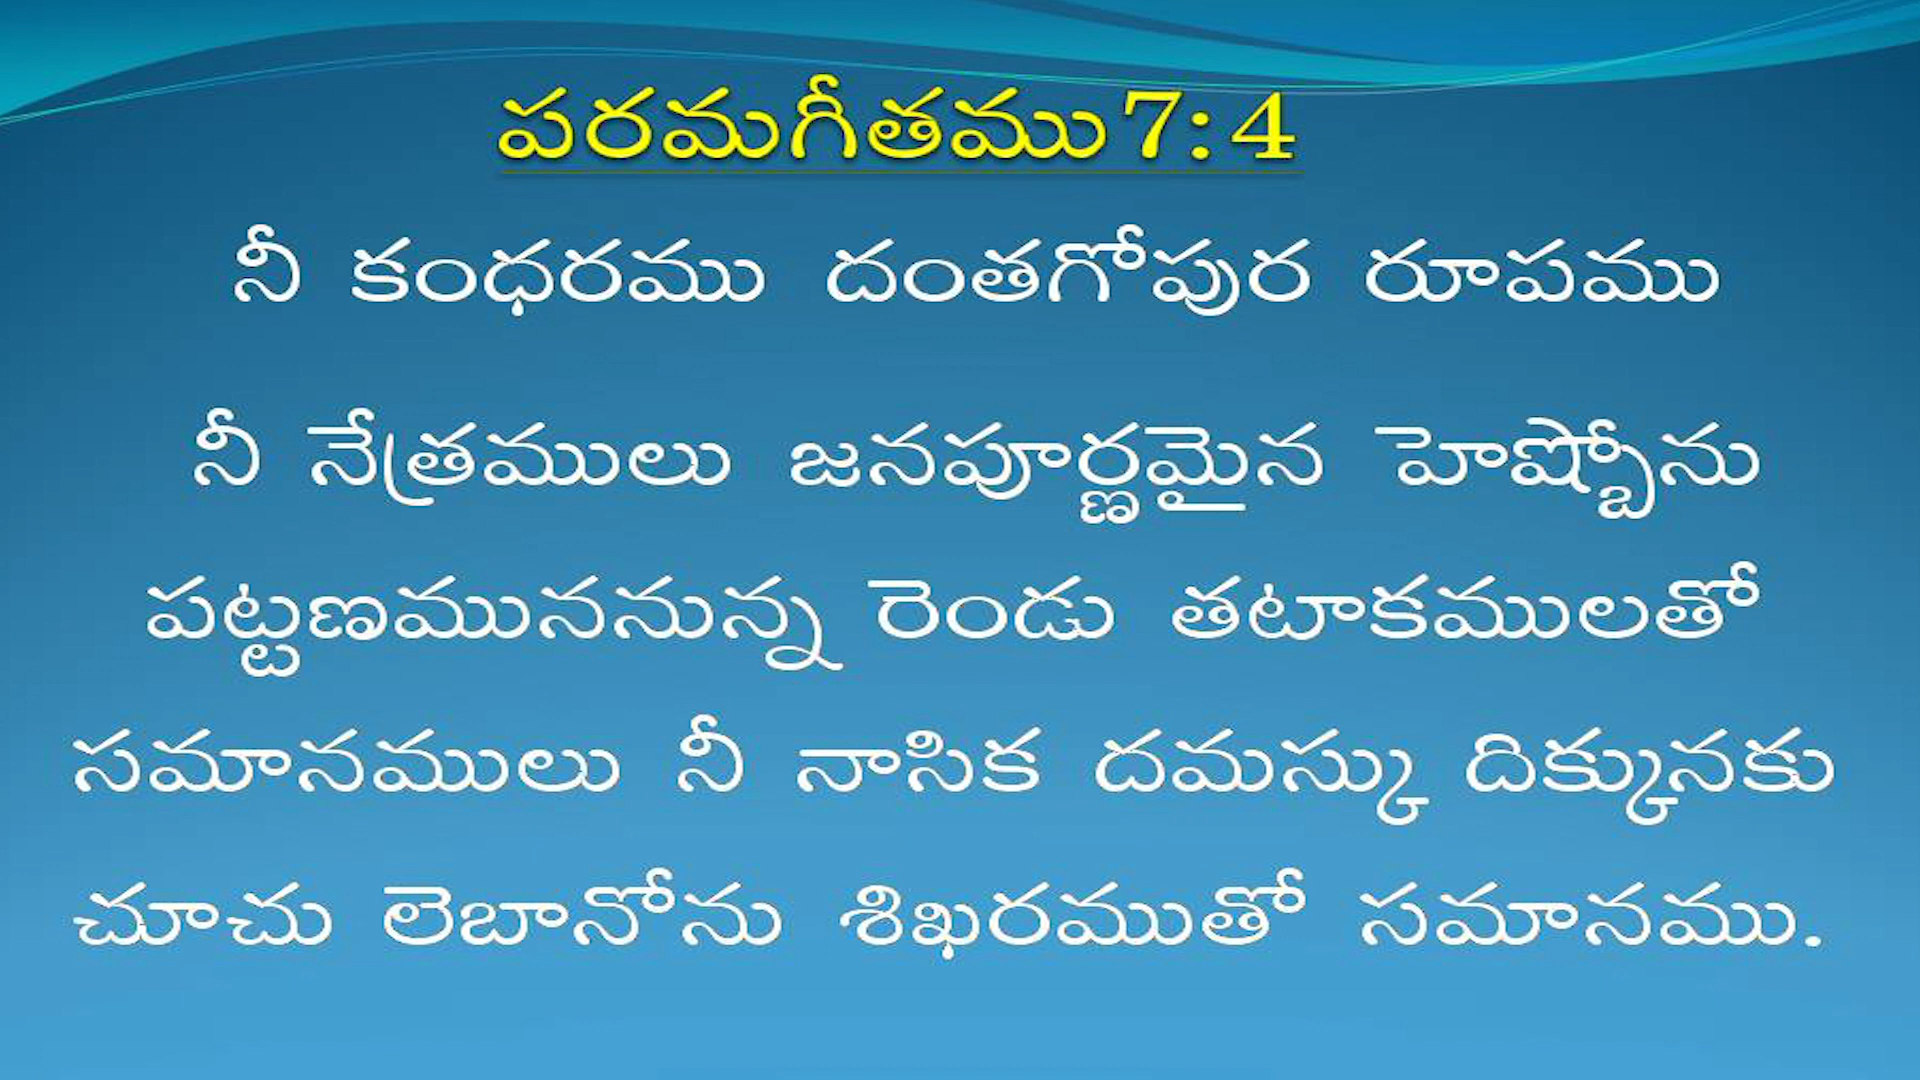 పరమగీతము 7: 4
నీ కంధరము దంతగోపుర రూపము
నీ నేత్రములు జనపూర్ణమైన హెష్బోను
పట్టణముననున్న రెండు తటాకములతో
సమానములు నీ నాసిక దమస్కు దిక్కునకు
చూచు లెబానోను శిఖరముతో సమానము.